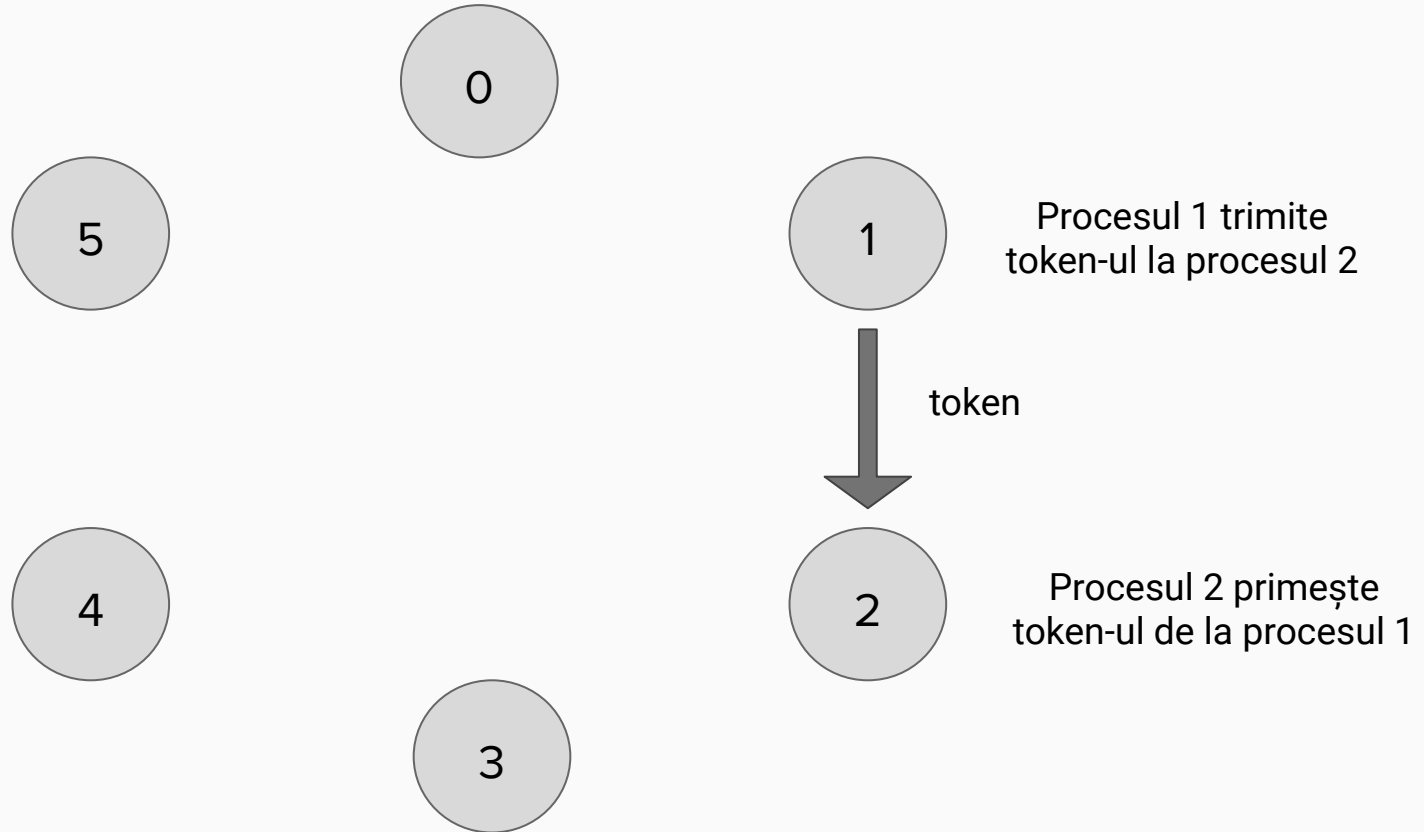 0
5
1
Procesul 1 trimite
token-ul la procesul 2
token
4
2
Procesul 2 primește
token-ul de la procesul 1
3